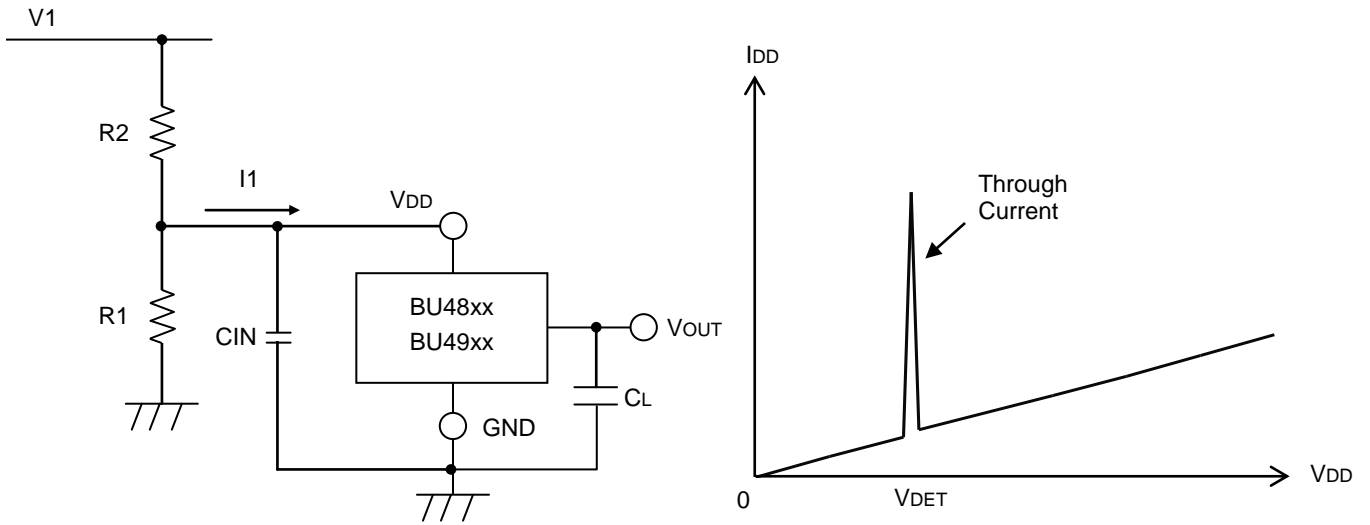 V1
R2
I1
VDD
R1
CIN
BU48xx
BU49xx
VOUT
CL
GND
IDD
Through
Current
0
VDET
VDD